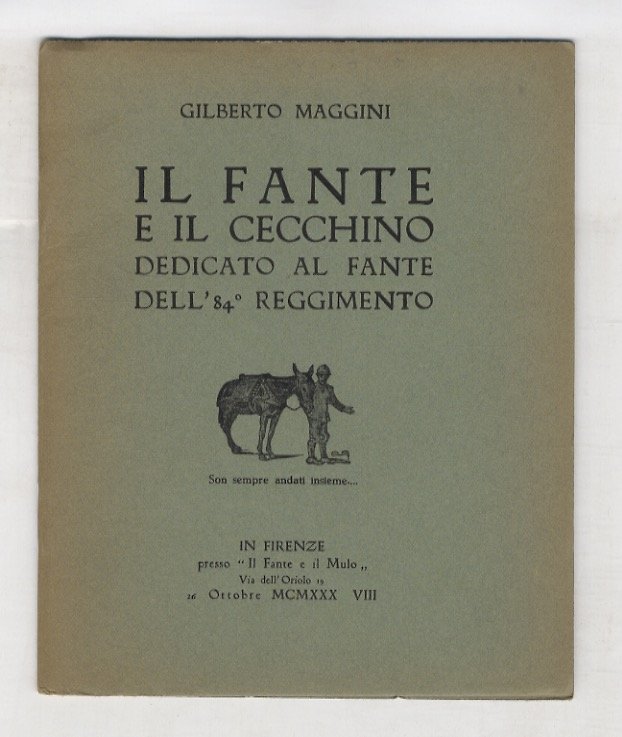 GILBERTO MAGGINI
IL FANTE
E IL CECCHINO
DEDICATO AL FANTE
DELL'84° REGGIMENTO
Son sempre andati insieme....
IN FIRENZE
presso "Il Fante e il Mulo„
Via dell'Oriolo 15
26 Ottobre MCMXXX VIII